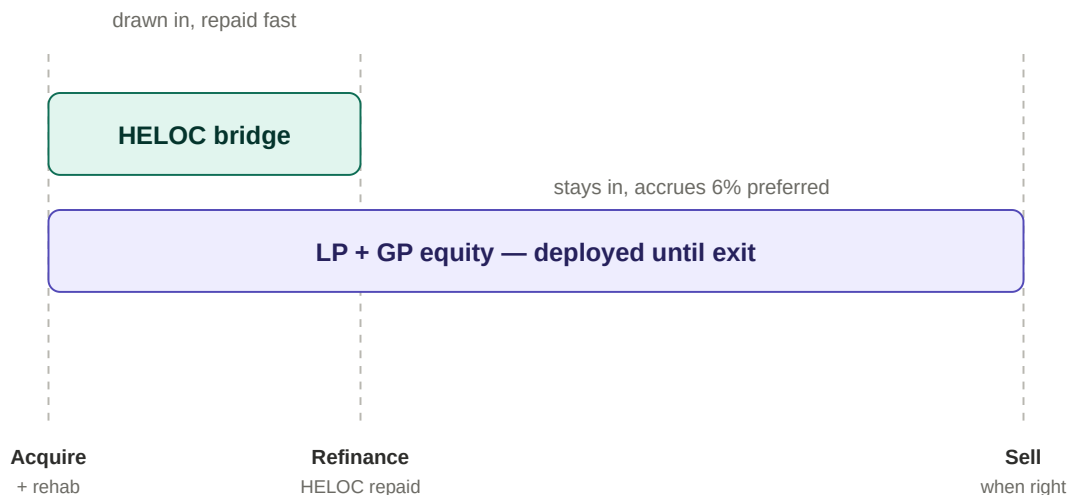 drawn in, repaid fast
HELOC bridge
stays in, accrues 6% preferred
LP + GP equity — deployed until exit
Acquire
+ rehab
Refinance
HELOC repaid
Sell
when right